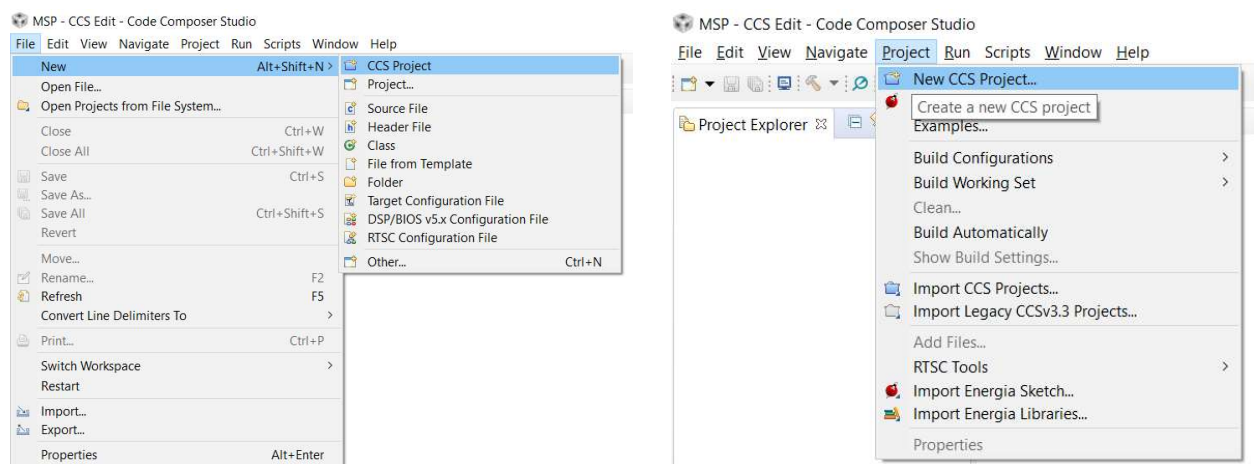 MSP - CCS Edit - Code Composer Studio
File Edit View Navigate Project Run Scripts Window Help
New Alt+Shift+N >
Open File...
Open Projects from File System...
Close Ctrl+W
Close All Ctrl+Shift+W
Save Ctrl+S
Save As...
Save All Ctrl+Shift+S
Revert
Move...
Rename... F2
Refresh F5
Convert Line Delimiters To >
Print... Ctrl+P
Switch Workspace >
Restart
Import...
Export...
Properties Alt+Enter
CCS Project
Project...
Source File
Header File
Class
File from Template
Folder
Target Configuration File
DSP/BIOS v5.x Configuration File
RTSC Configuration File
Other... Ctrl+N
MSP - CCS Edit - Code Composer Studio
File Edit View Navigate Project Run Scripts Window Help
Project Explorer
New CCS Project...
Create a new CCS project
Examples...
Build Configurations >
Build Working Set >
Clean...
Build Automatically
Show Build Settings...
Import CCS Projects...
Import Legacy CCSv3.3 Projects...
Add Files...
RTSC Tools >
Import Energia Sketch...
Import Energia Libraries...
Properties